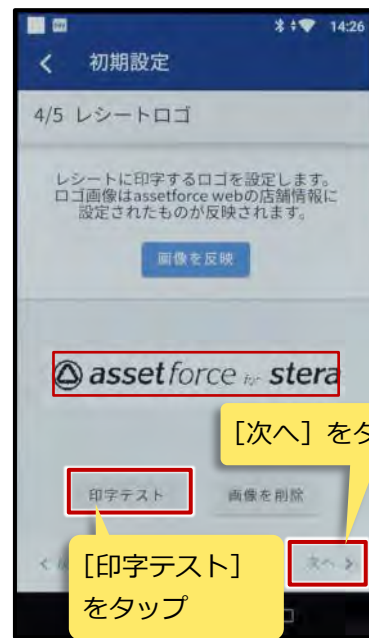 14:26
初期設定
4/5 レシートロゴ
レシートに印字するロゴを設定します。
ロゴ画像はassetforce webの店舗情報に
設定されたものが反映されます。
画像を反映
assetforce for stera
［次へ］をタ
印字テスト
画像を削除
［印字テスト］
をタップ
次へ